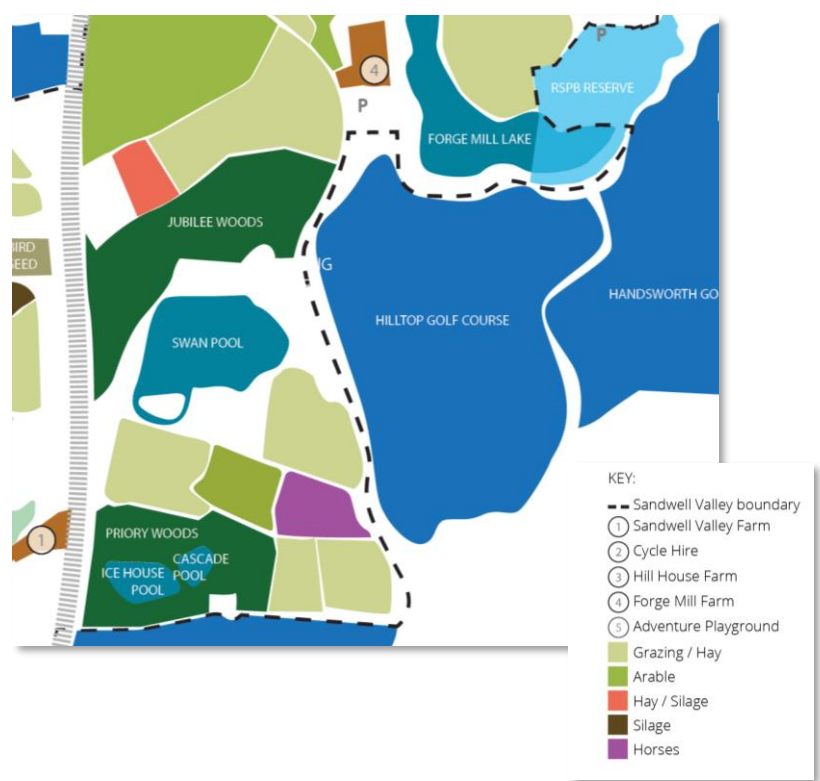 4
P
P
RSPB RESERVE
FORGE MILL LAKE
JUBILEE WOODS
BIRD
SEED
NG
HANDSWORTH GO
HILLTOP GOLF COURSE
SWAN POOL
PRIORY WOODS
1
CASCADE
POOL
ICE HOUSE
POOL
KEY:
Sandwell Valley boundary
1 Sandwell Valley Farm
2 Cycle Hire
3 Hill House Farm
4 Forge Mill Farm
5 Adventure Playground
Grazing / Hay
Arable
Hay / Silage
Silage
Horses